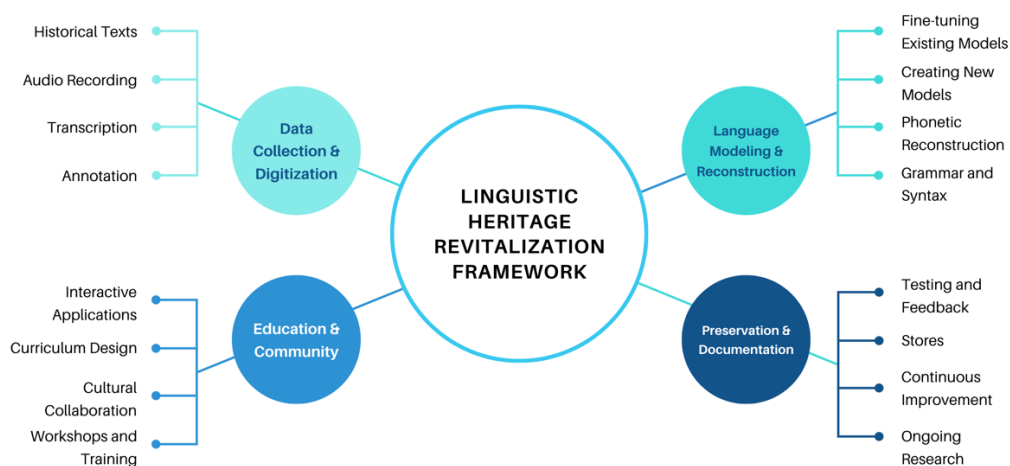 Historical Texts
Audio Recording
Transcription
Annotation
Data
Collection &
Digitization
Interactive
Applications
Curriculum Design
Cultural
Collaboration
Workshops and
Training
Education &
Community
LINGUISTIC
HERITAGE
REVITALIZATION
FRAMEWORK
Language
Modeling &
Reconstruction
Fine-tuning
Existing Models
Creating New
Models
Phonetic
Reconstruction
Grammar and
Syntax
Preservation &
Documentation
Testing and
Feedback
Stores
Continuous
Improvement
Ongoing
Research